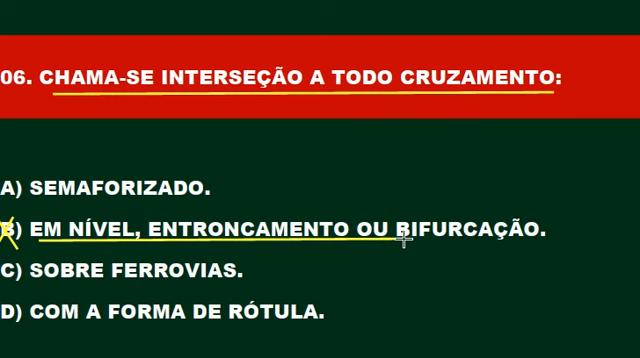 06. CHAMA-SE INTERSEÇÃO A TODO CRUZAMENTO:
A) SEMAFORIZADO.
B) EM NÍVEL, ENTRONCAMENTO OU BIFURCAÇÃO.
C) SOBRE FERROVIAS.
D) COM A FORMA DE RÓTULA.